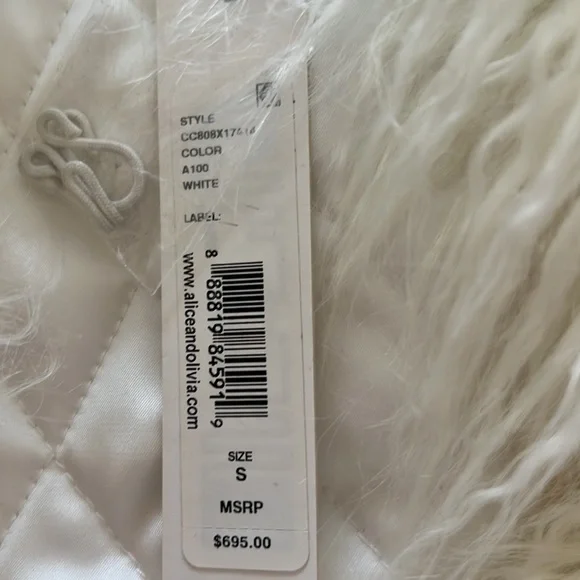 STYLE
COLOR
A100
WHITE
LABEL:
8 88819 84591 9
www.aliceandolivia.com
SIZE
S
MSRP
$695.00